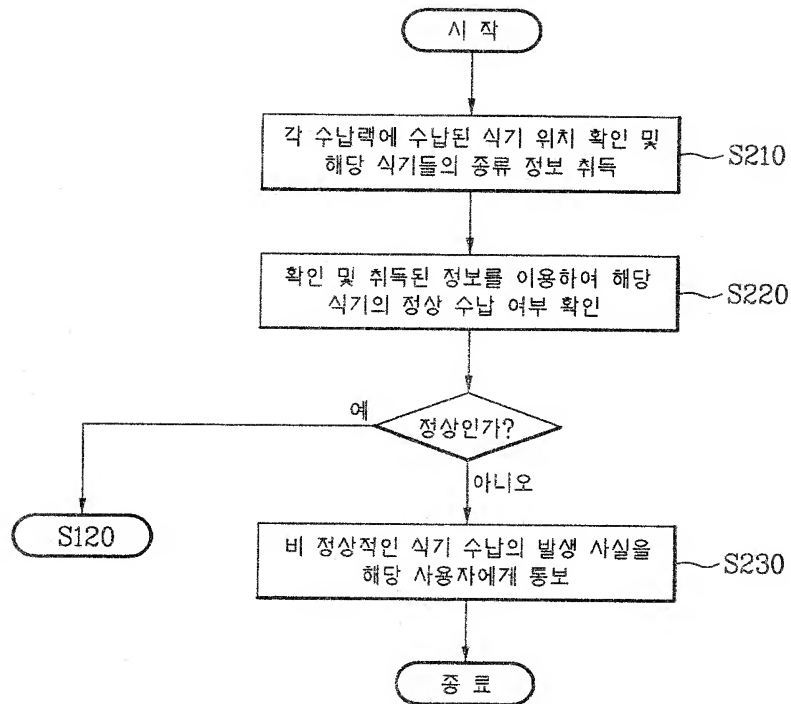 시 작
각 수납랙에 수납된 식기 위치 확인 및
해당 식기들의 종류 정보 취득
S210
확인 및 취득된 정보를 이용하여 해당
식기의 정상 수납 여부 확인
S220
정상인가?
예
아니오
S120
비 정상적인 식기 수납의 발생 사실을
해당 사용자에게 통보
S230
종 료